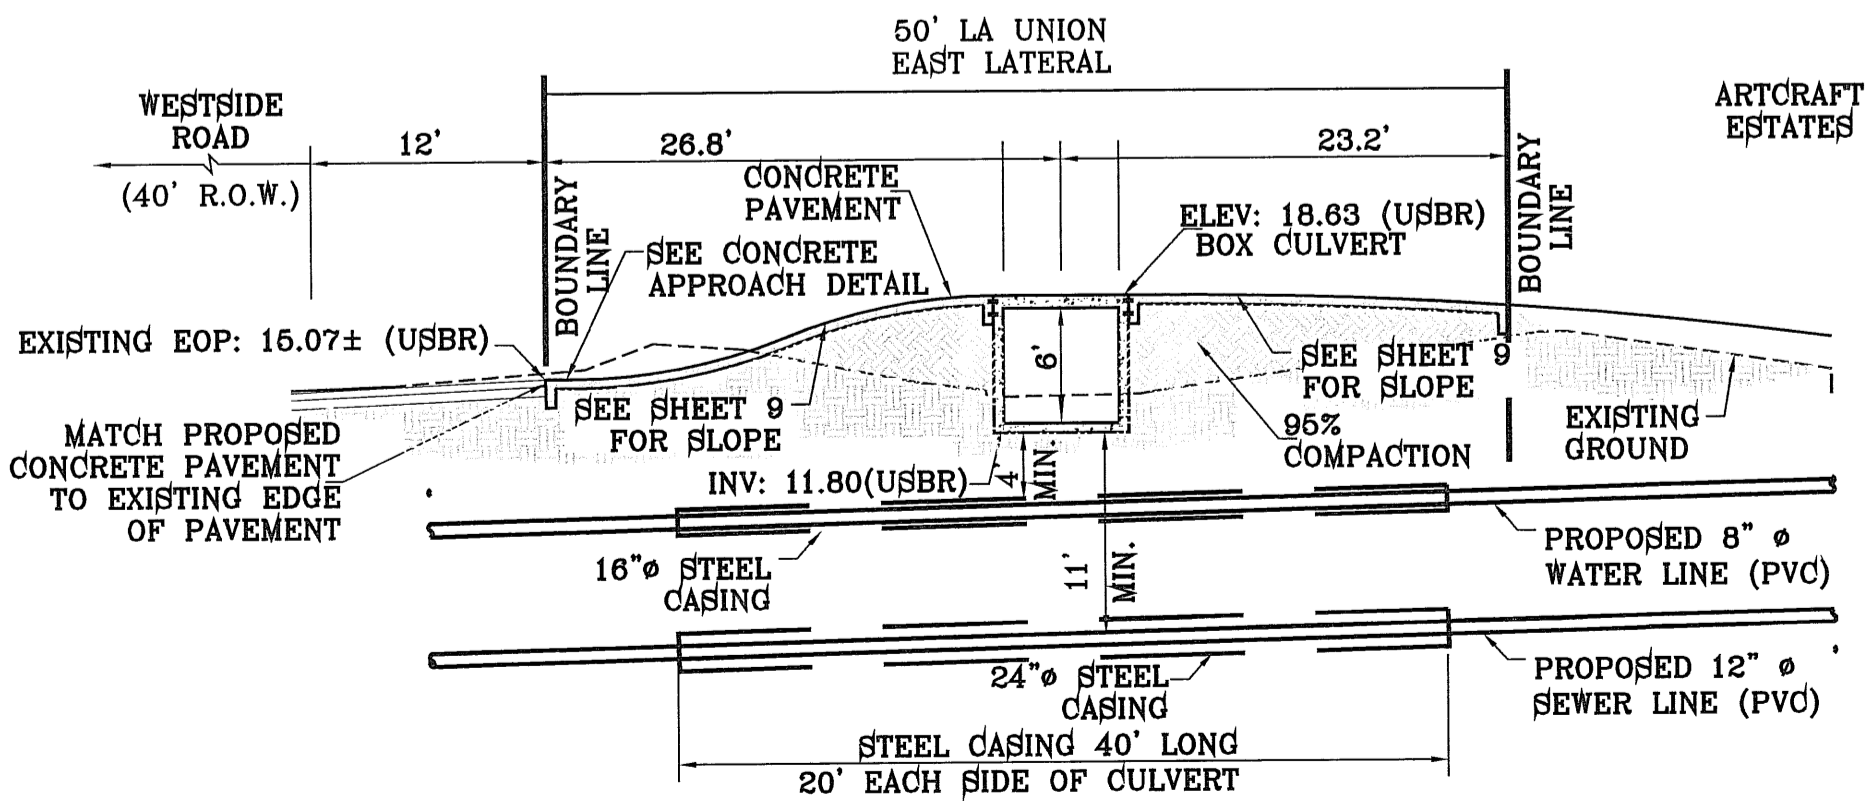 50' LA UNION
EAST LATERAL
WESTSIDE
ROAD
(40' R.O.W.)
12'
26.8'
23.2'
ARTCRAFT
ESTATES
BOUNDARY
LINE
CONCRETE
PAVEMENT
SEE CONCRETE
APPROACH DETAIL
ELEV: 18.63 (USBR)
BOX CULVERT
BOUNDARY
LINE
EXISTING EOP: 15.07± (USBR)
6'
SEE SHEET 9
FOR SLOPE
SEE SHEET 9
FOR SLOPE
MATCH PROPOSED
CONCRETE PAVEMENT
TO EXISTING EDGE
OF PAVEMENT
95%
COMPACTION
EXISTING
GROUND
INV: 11.80(USBR)
4'
MIN.
16"ø STEEL
CASING
11'
MIN.
PROPOSED 8" ø
WATER LINE (PVC)
24"ø STEEL
CASING
PROPOSED 12" ø
SEWER LINE (PVC)
STEEL CASING 40' LONG
20' EACH SIDE OF CULVERT